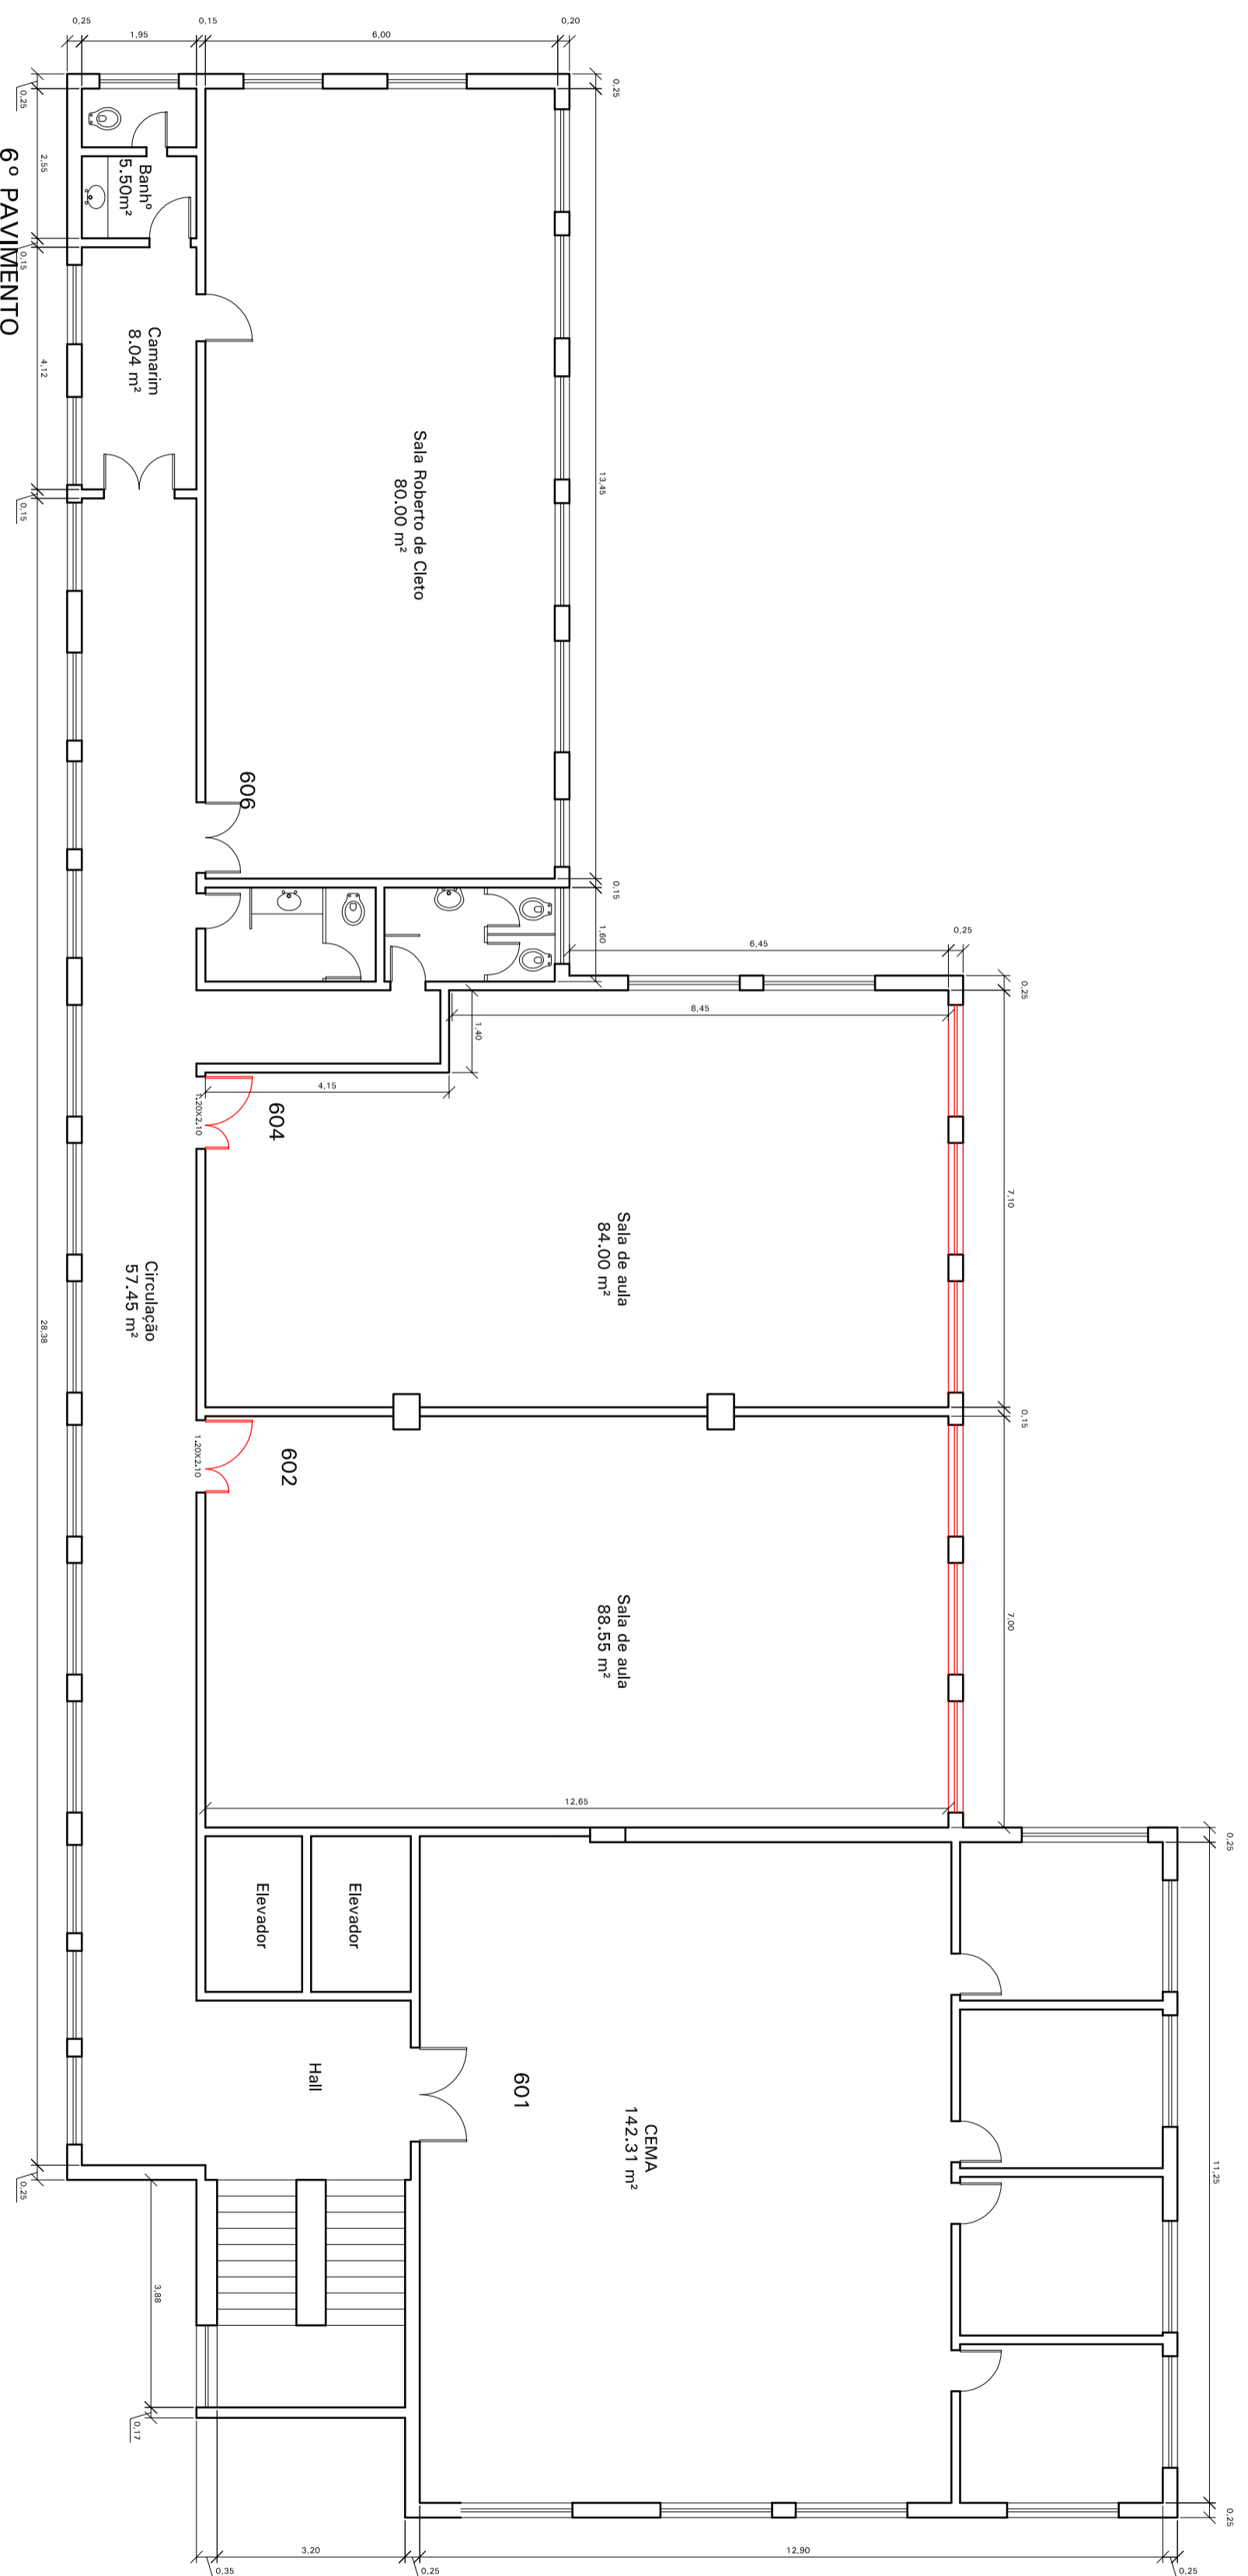 0,25
1,95
0,15
6,00
0,20
0,25
0,25
2,55
0,15
4,12
0,15
28,38
0,25
6º PAVIMENTO
Banhº
5.50m²
Camarim
8.04 m²
Sala Roberto de Cleto
80.00 m²
13,45
606
0,15
1,60
6,45
0,25
0,25
8,45
1,40
4,15
1.20X2.10
604
7,10
Sala de aula
84.00 m²
Circulação
57.45 m²
0,15
1.20X2.10
602
7,00
Sala de aula
88.55 m²
12,65
0,25
Elevador
Elevador
Hall
601
CEMA
142.31 m²
11,25
3,88
0,17
0,25
0,35
3,20
0,25
12,90
0,25